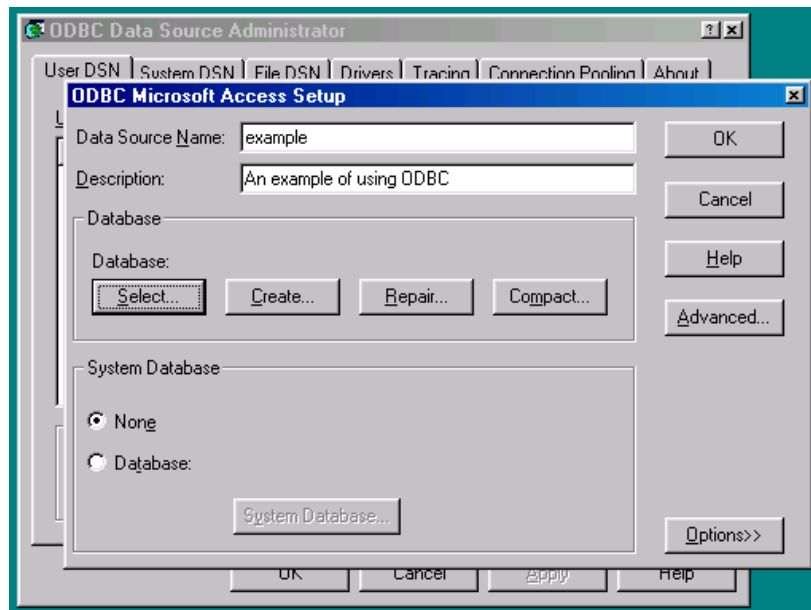 ODBC Data Source Administrator
User DSN System DSN File DSN Drivers Tracing Connection Pooling About
ODBC Microsoft Access Setup
Data Source Name: example OK
Description: An example of using ODBC
Cancel
Database
Database: Help
Select... Create... Repair... Compact...
Advanced...
System Database
None
Database:
System Database...
Options>>
OK Cancel Apply Help